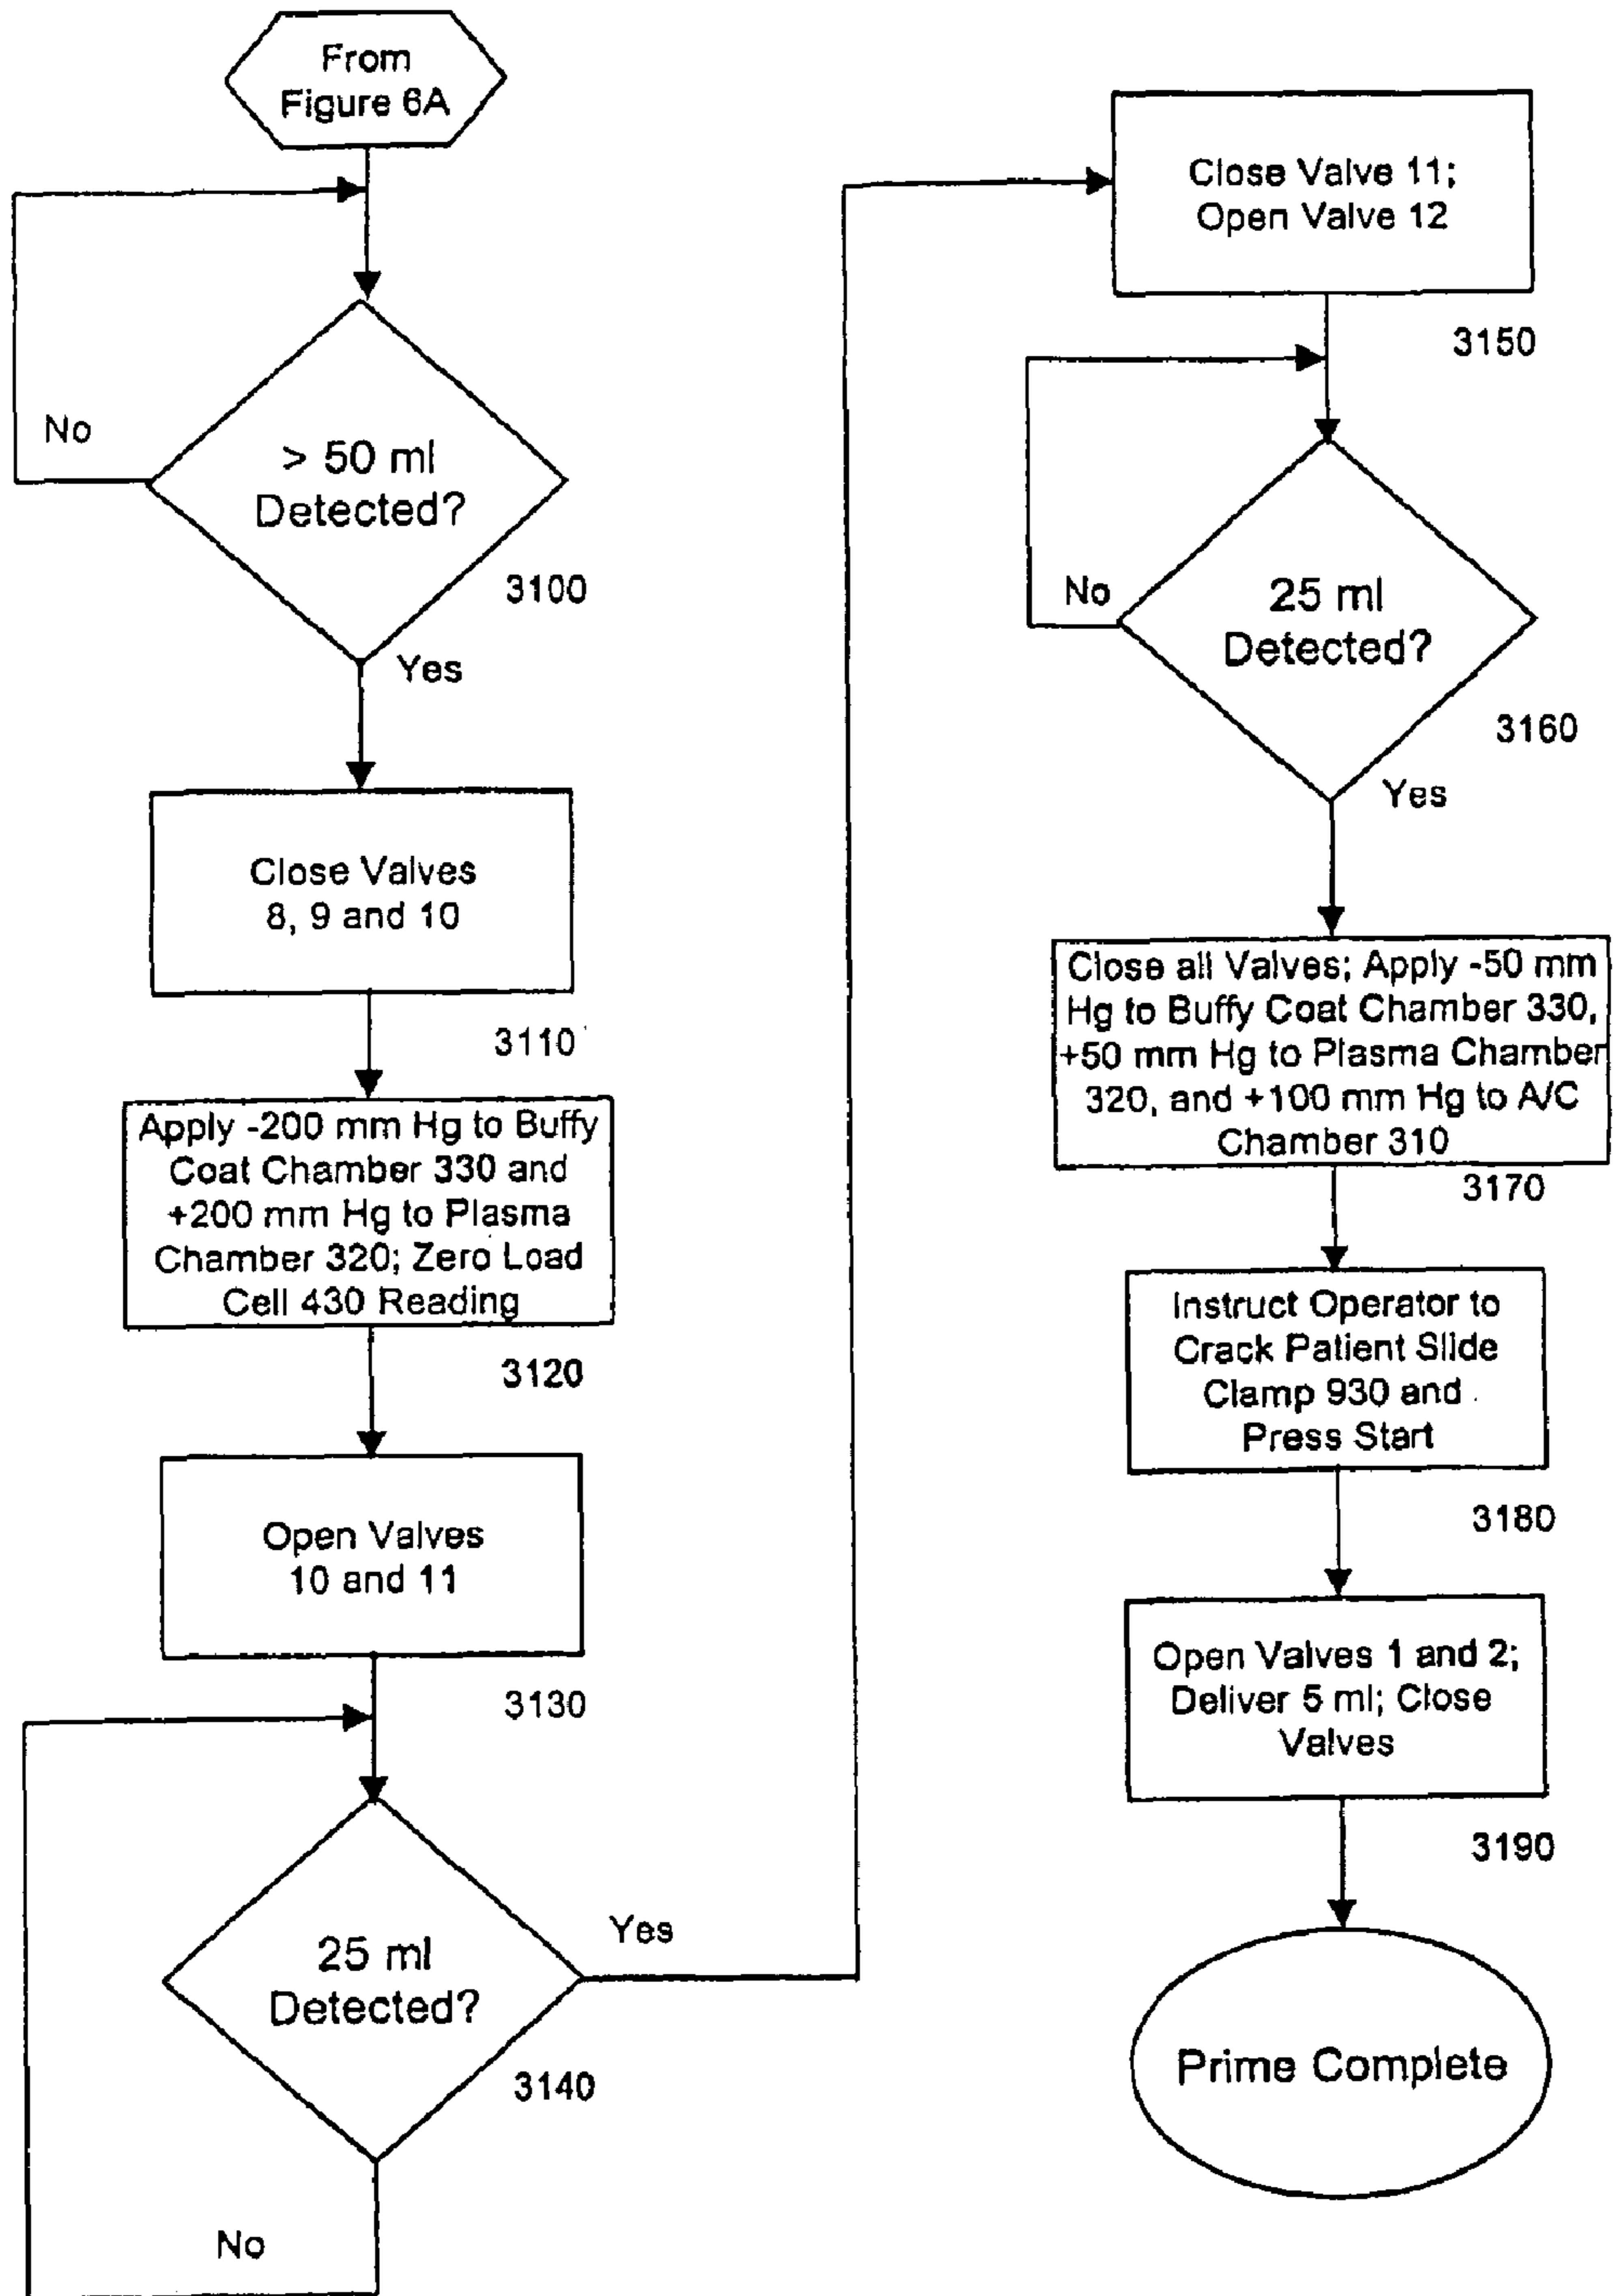 From
Figure 6A
No
> 50 ml
Detected?
3100
Yes
Close Valves
8, 9 and 10
3110
Apply -200 mm Hg to Buffy
Coat Chamber 330 and
+200 mm Hg to Plasma
Chamber 320; Zero Load
Cell 430 Reading
3120
Open Valves
10 and 11
3130
25 ml
Detected?
Yes
3140
No
Close Valve 11;
Open Valve 12
3150
No
25 ml
Detected?
3160
Yes
Close all Valves; Apply -50 mm
Hg to Buffy Coat Chamber 330,
+50 mm Hg to Plasma Chamber
320, and +100 mm Hg to A/C
Chamber 310
3170
Instruct Operator to
Crack Patient Slide
Clamp 930 and
Press Start
3180
Open Valves 1 and 2;
Deliver 5 ml; Close
Valves
3190
Prime Complete